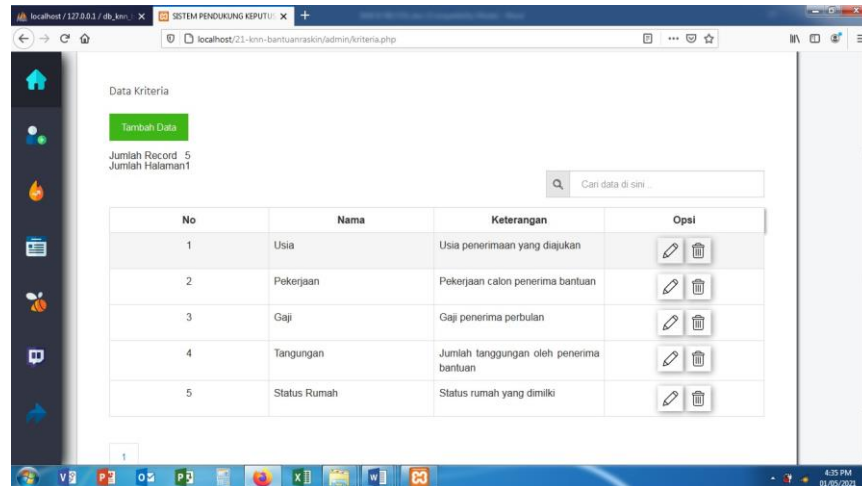 localhost / 127.0.0.1 / db_knn_
SISTEM PENDUKUNG KEPUTU
localhost/21-knn-bantuanraskin/admin/kriteria.php
Data Kriteria
Tambah Data
Jumlah Record 5
Jumlah Halaman1
Cari data di sini ..
No Nama Keterangan Opsi
1 Usia Usia penerimaan yang diajukan
2 Pekerjaan Pekerjaan calon penerima bantuan
3 Gaji Gaji penerima perbulan
4 Tangungan Jumlah tanggungan oleh penerima
bantuan
5 Status Rumah Status rumah yang dimilki
1
4:35 PM
01/05/2021